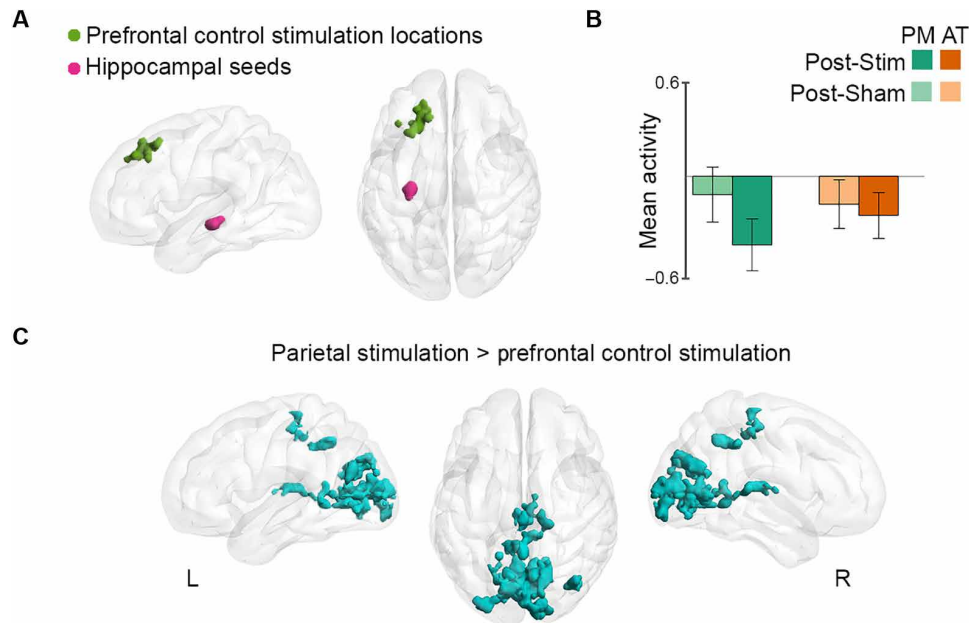 A
Prefrontal control stimulation locations
Hippocampal seeds
B
PM AT
Post-Stim
Post-Sham
0.6
Mean activity
−0.6
C
Parietal stimulation > prefrontal control stimulation
L
R